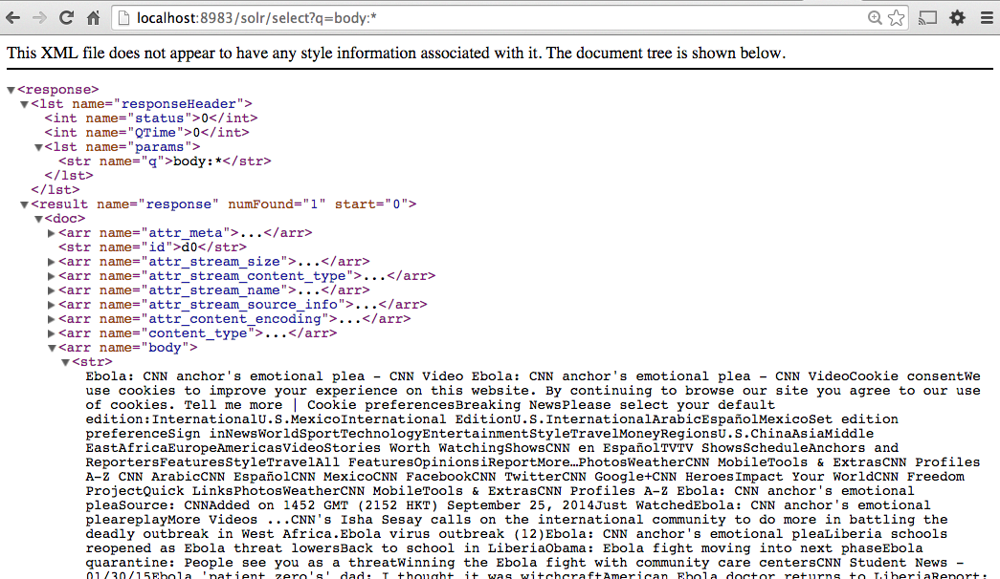 localhost:8983/solr/select?q=body:*
This XML file does not appear to have any style information associated with it. The document tree is shown below.
▼<response>
▼<lst name="responseHeader">
<int name="status">0</int>
<int name="QTime">0</int>
▼<lst name="params">
<str name="q">body:*</str>
</lst>
</lst>
▼<result name="response" numFound="1" start="0">
▼<doc>
▶<arr name="attr_meta">...</arr>
<str name="id">d0</str>
▶<arr name="attr_stream_size">...</arr>
▶<arr name="attr_stream_content_type">...</arr>
▶<arr name="attr_stream_name">...</arr>
▶<arr name="attr_stream_source_info">...</arr>
▶<arr name="attr_content_encoding">...</arr>
▶<arr name="content_type">...</arr>
▼<arr name="body">
▼<str>
Ebola: CNN anchor's emotional plea - CNN Video Ebola: CNN anchor's emotional plea - CNN VideoCookie consentWe
use cookies to improve your experience on this website. By continuing to browse our site you agree to our use
of cookies. Tell me more | Cookie preferencesBreaking NewsPlease select your default
edition:InternationalU.S.MexicoInternational EditionU.S.InternationalArabicEspañolMexicoSet edition
preferenceSign inNewsWorldSportTechnologyEntertainmentStyleTravelMoneyRegionsU.S.ChinaAsiaMiddle
EastAfricaEuropeAmericasVideoStories Worth WatchingShowsCNN en EspañolTVTV ShowsScheduleAnchors and
ReportersFeaturesStyleTravelAll FeaturesOpinionsiReportMore…PhotosWeatherCNN MobileTools & ExtrasCNN Profiles
A-Z CNN ArabicCNN EspañolCNN MexicoCNN FacebookCNN TwitterCNN Google+CNN HeroesImpact Your WorldCNN Freedom
ProjectQuick LinksPhotosWeatherCNN MobileTools & ExtrasCNN Profiles A-Z Ebola: CNN anchor's emotional
pleaSource: CNNAdded on 1452 GMT (2152 HKT) September 25, 2014Just WatchedEbola: CNN anchor's emotional
pleareplayMore Videos ...CNN's Isha Sesay calls on the international community to do more in battling the
deadly outbreak in West Africa.Ebola virus outbreak (12)Ebola: CNN anchor's emotional pleaLiberia schools
reopened as Ebola threat lowersBack to school in LiberiaObama: Ebola fight moving into next phaseEbola
quarantine: People see you as a threatWinning the Ebola fight with community care centersCNN Student News -
01/30/15Ebola 'patient zero's' dad: I thought it was witchcraftAmerican Ebola doctor returns to LiberiaReport: